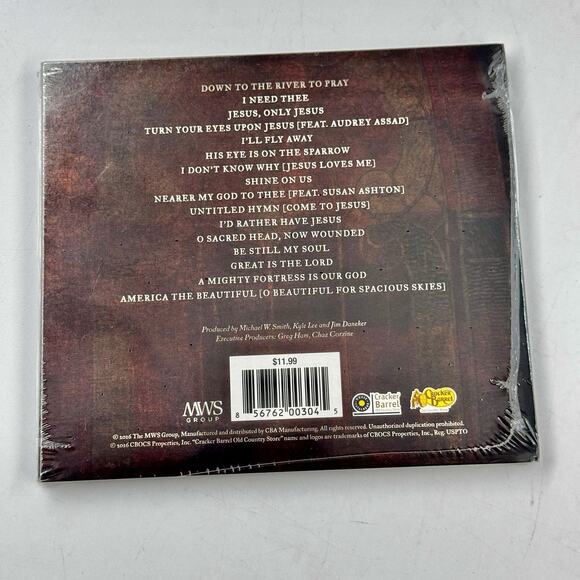 DOWN TO THE RIVER TO PRAY
I NEED THEE
JESUS, ONLY JESUS
TURN YOUR EYES UPON JESUS [FEAT. AUDREY ASSAD]
I'LL FLY AWAY
HIS EYE IS ON THE SPARROW
I DON'T KNOW WHY [JESUS LOVES ME]
SHINE ON US
NEARER MY GOD TO THEE [FEAT. SUSAN ASHTON]
UNTITLED HYMN [COME TO JESUS]
I'D RATHER HAVE JESUS
O SACRED HEAD, NOW WOUNDED
BE STILL MY SOUL
GREAT IS THE LORD
A MIGHTY FORTRESS IS OUR GOD
AMERICA THE BEAUTIFUL [O BEAUTIFUL FOR SPACIOUS SKIES]
Produced by Michael W. Smith, Kyle Lee and Jim Daneker
Executive Producers: Greg Ham, Chaz Corzine
$11.99
8 56762 00304 5
MWS
GROUP
Cracker
Barrel
Cracker
Barrel
© 2016 The MWS Group, Manufactured and distributed by CBA Manufacturing. All rights reserved. Unauthorized duplication prohibited.
© 2016 CBOCS Properties, Inc. "Cracker Barrel Old Country Store" name and logos are trademarks of CBOCS Properties, Inc., Reg. USPTO